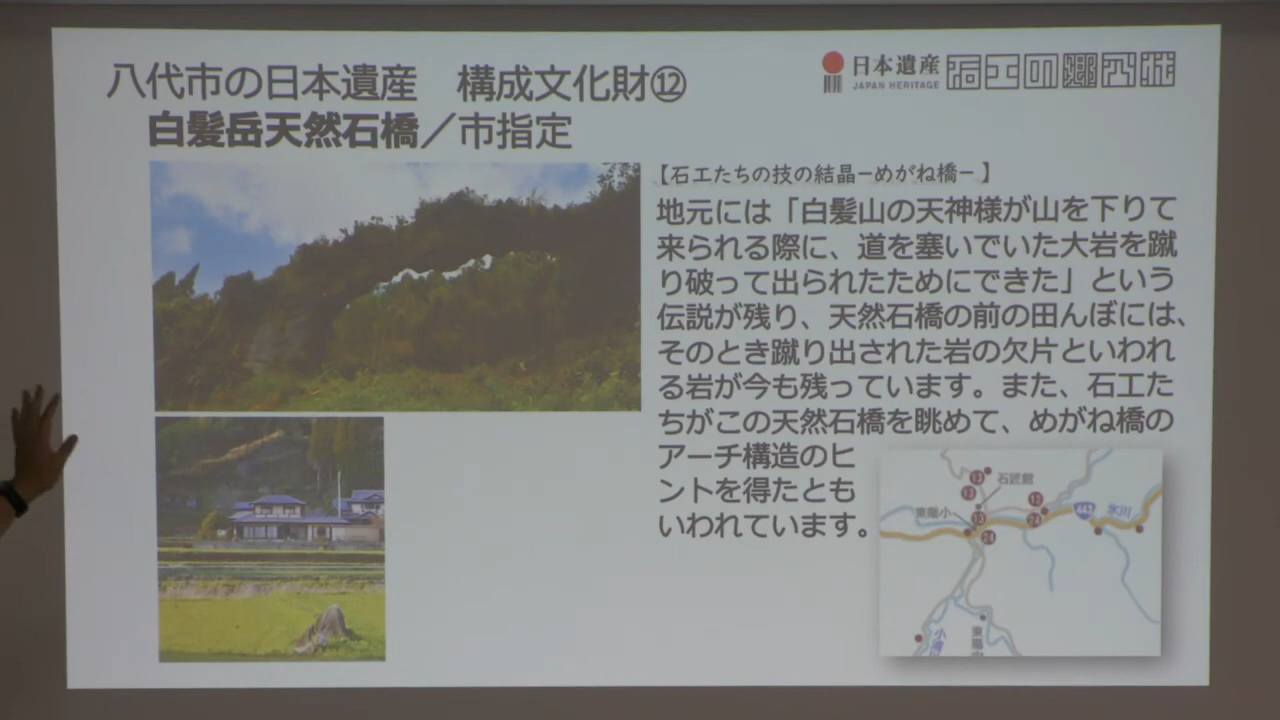 八代市の日本遺産　構成文化財⑫
白髪岳天然石橋／市指定
日本遺産
JAPAN HERITAGE
石工の郷八代
【石工たちの技の結晶−めがね橋−】
地元には「白髪山の天神様が山を下りて
来られる際に、道を塞いでいた大岩を蹴
り破って出られたためにできた」という
伝説が残り、天然石橋の前の田んぼには、
そのとき蹴り出された岩の欠片といわれ
る岩が今も残っています。また、石工た
ちがこの天然石橋を眺めて、めがね橋の
アーチ構造のヒ
ントを得たとも
いわれています。
石匠館
東陽小
13
24
24
443
氷川